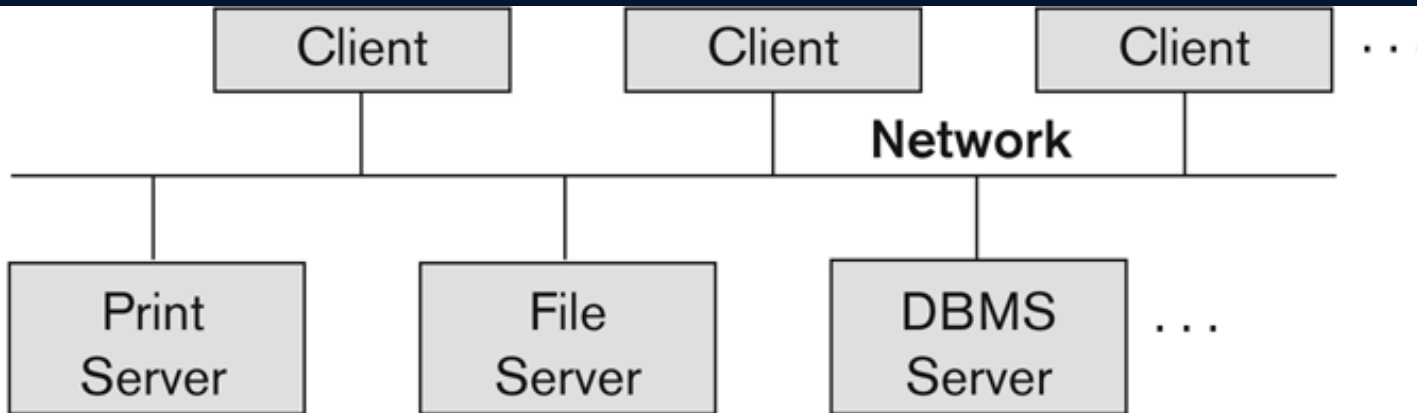 Client Client Client ...
Network
Print File DBMS ...
Server Server Server